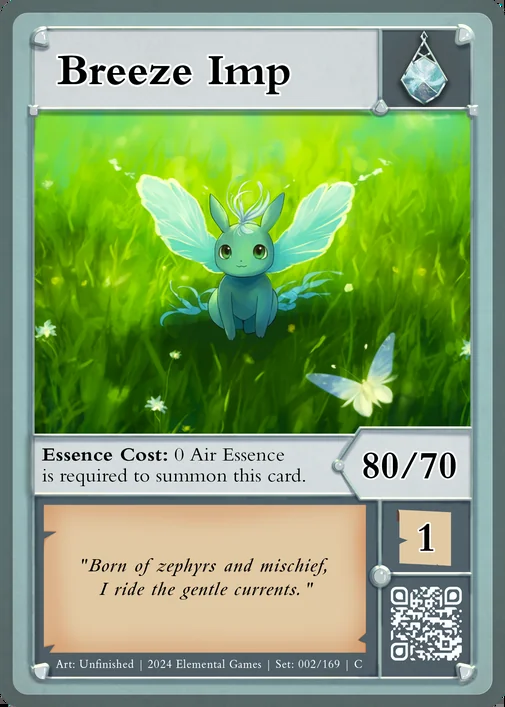 Breeze Imp
Essence Cost: 0 Air Essence
is required to summon this card.
80/70
"Born of zephyrs and mischief,
I ride the gentle currents."
1
Art: Unfinished | 2024 Elemental Games | Set: 002/169 | C